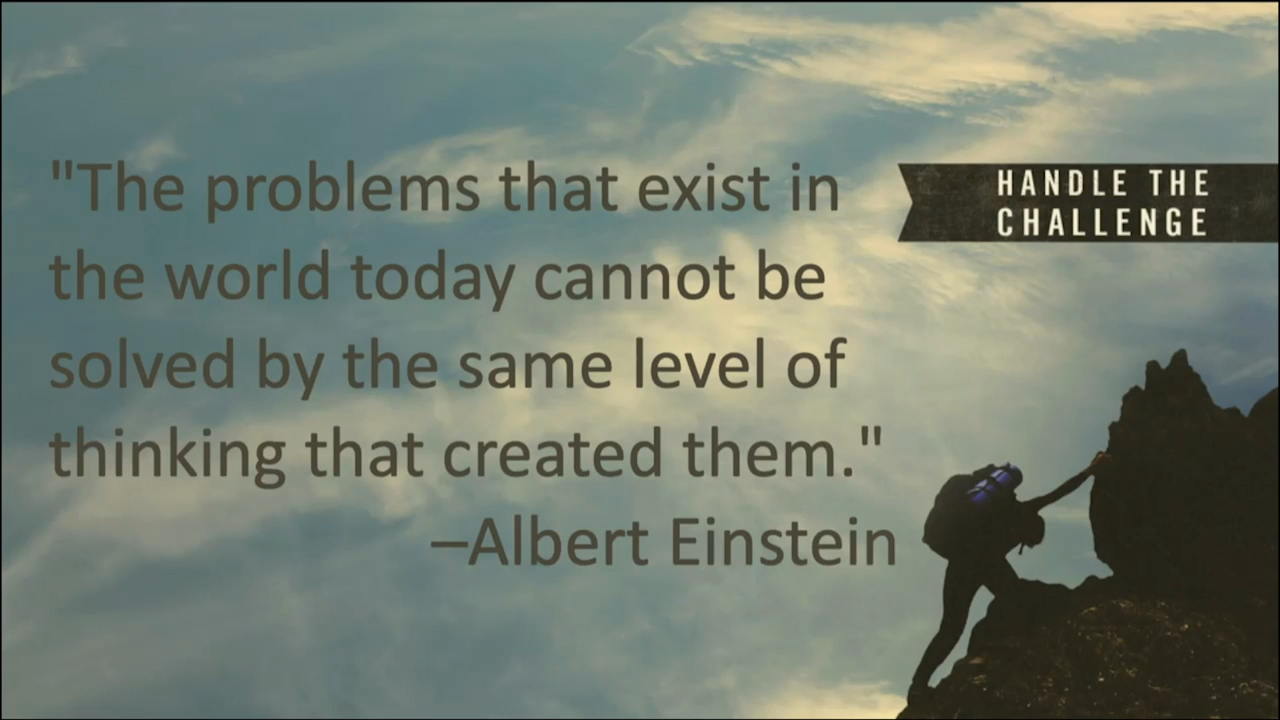 "The problems that exist in
the world today cannot be
solved by the same level of
thinking that created them."
–Albert Einstein
HANDLE THE
CHALLENGE